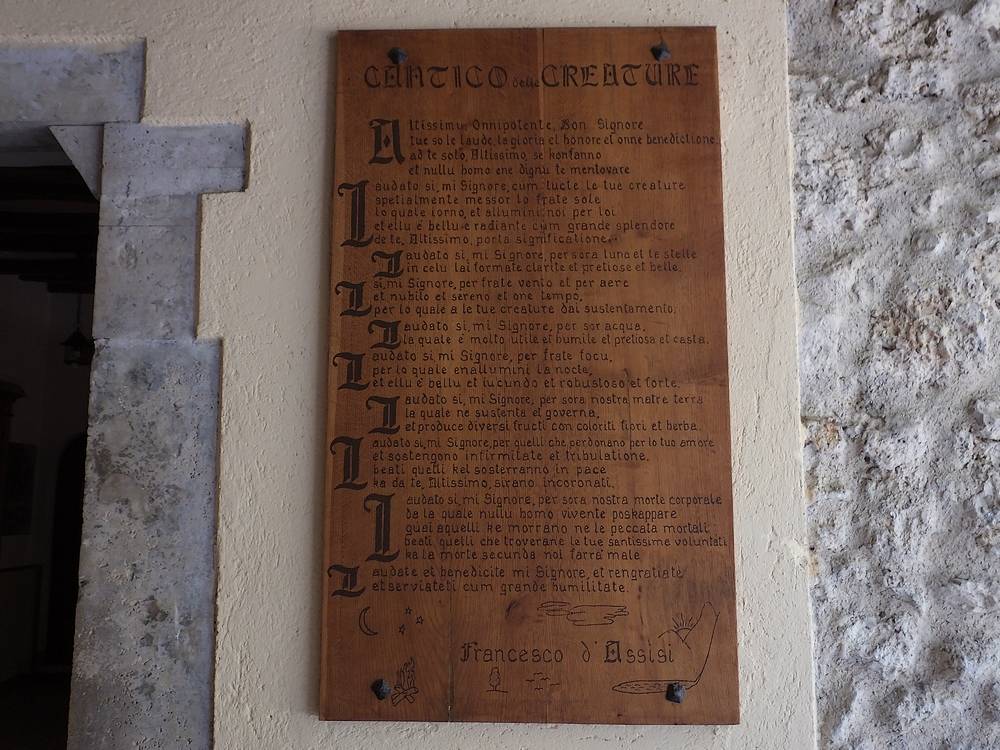 CANTICO delle CREATURE
Altissimu, Onnipotente, Bon Signore
tue so le laude, la gloria et honore et onne benedictione.
ad te solo, Altissimo, se konfanno
et nullu homo ene dignu te mentovare
Laudato si, mi Signore, cum tucte le tue creature
spetialmente messor lo frate sole
lo quale iorno, et allumini noi per loi
et ellu è bellu e radiante cum grande splendore
de te, Altissimo, porta significatione.
Laudato si, mi Signore, per sora luna et le stelle
in celu lai formate clarite et pretiose et belle.
L si, mi Signore, per frate vento et per aere
et nubilo et sereno et one tempo,
per lo quale a le tue creature dai sustentamento.
Laudato si, mi Signore, per sor acqua,
la quale è molto utile et humile et pretiosa et casta.
Laudato si, mi Signore, per frate focu,
per lo quale enallumini la nocte,
et ellu è bellu et iucundo et robustoso et forte.
Laudato si, mi Signore, per sora nostra matre terra
la quale ne sustenta et governa,
et produce diversi fructi con coloriti fiori et herba.
Laudato si, mi Signore, per quelli che perdonano per lo tuo amore
et sostengono infirmitate et tribulatione.
beati quelli kel sosterranno in pace
ka da te, Altissimo, sirano incoronati.
Laudato si, mi Signore, per sora nostra morte corporale
da la quale nullu homo vivente poskappare
guai aquelli ke morrano ne le peccata mortali.
beati quelli che troverane le tue santissime voluntati
ka la morte secunda nol farrà male
Laudate et benedicite mi Signore, et rengratiate
et serviateli cum grande humilitate.
Francesco d'Assisi